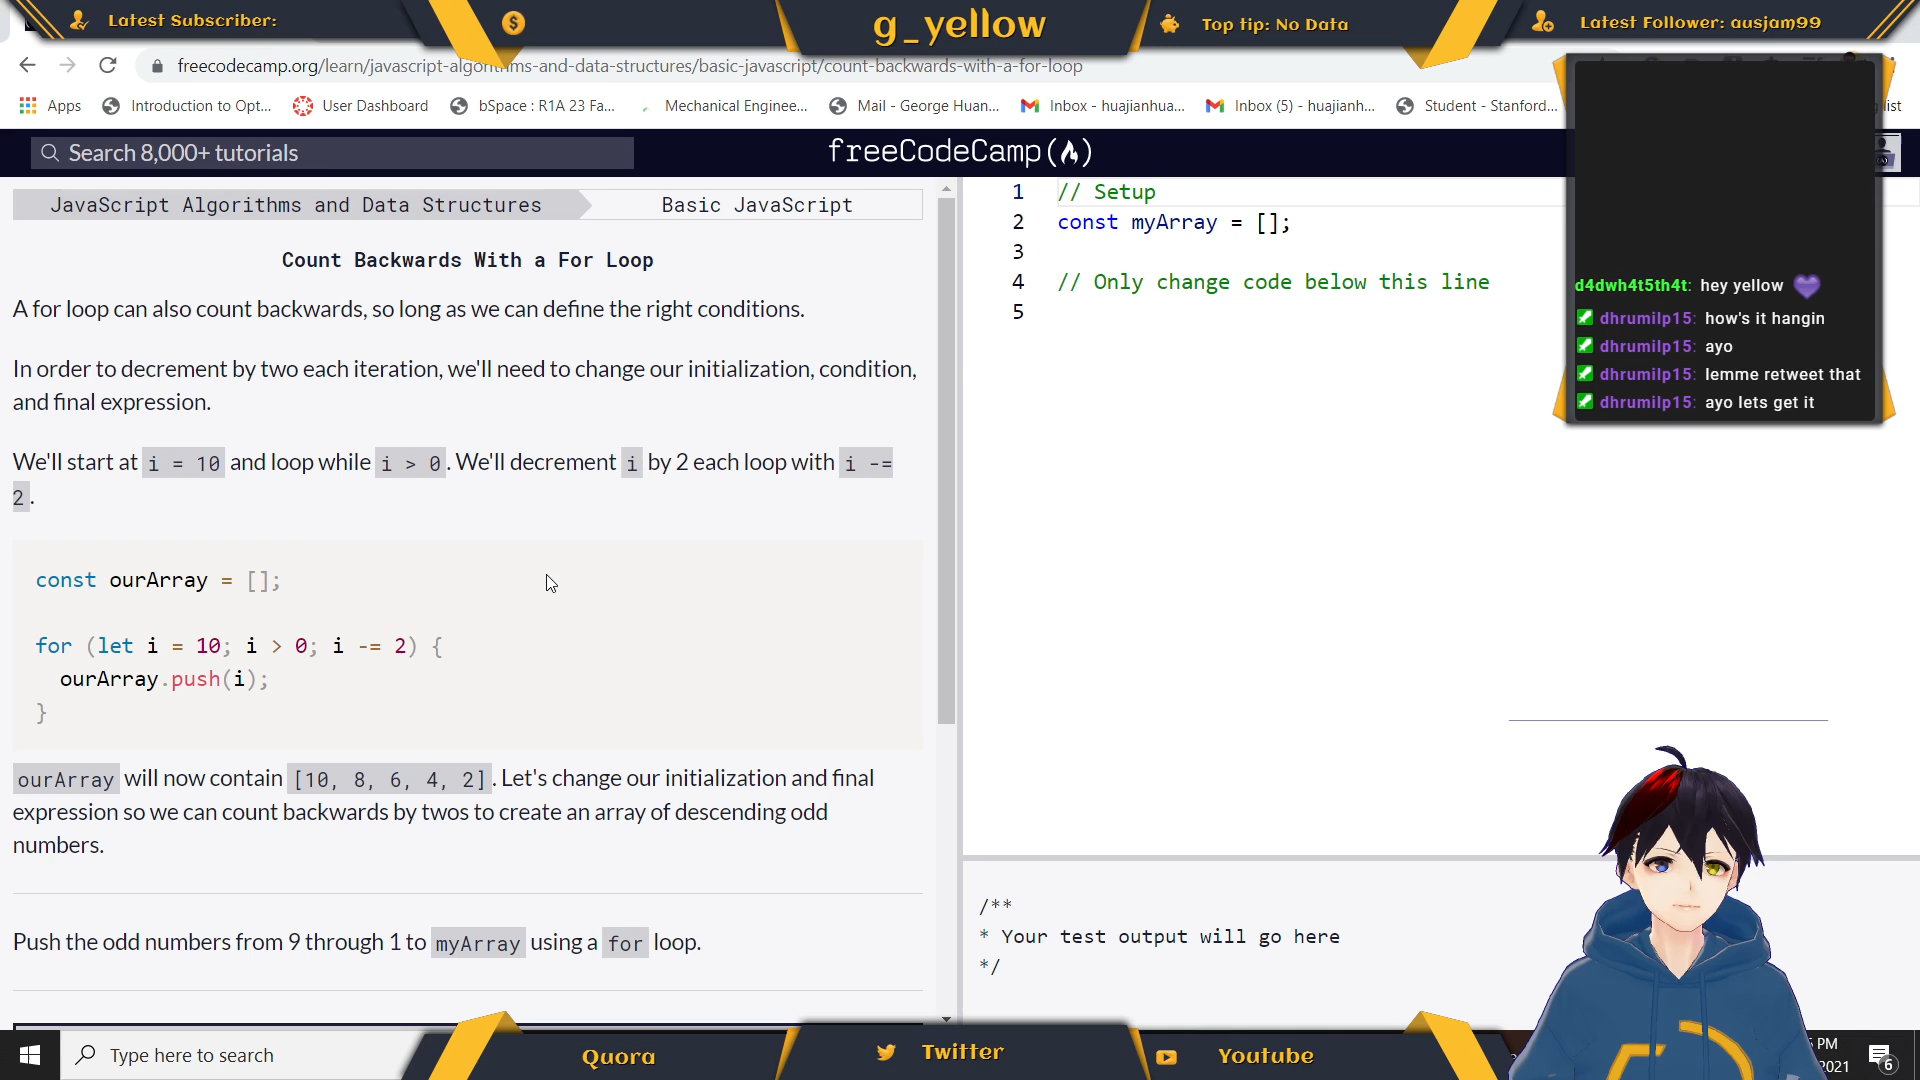 Latest Subscriber:
g_yellow
Top tip: No Data
Latest Follower: ausjam99
freecodecamp.org/learn/javascript-algorithms-and-data-structures/basic-javascript/count-backwards-with-a-for-loop
Apps
Introduction to Opt...
User Dashboard
bSpace : R1A 23 Fa...
Mechanical Enginee...
Mail - George Huan...
Inbox - huajianhua...
Inbox (5) - huajianh...
Student - Stanford...
Search 8,000+ tutorials
freeCodeCamp
JavaScript Algorithms and Data Structures
Basic JavaScript
Count Backwards With a For Loop
A for loop can also count backwards, so long as we can define the right conditions.
In order to decrement by two each iteration, we'll need to change our initialization, condition,
and final expression.
We'll start at i = 10 and loop while i > 0. We'll decrement i by 2 each loop with i -=
2.
const ourArray = [];
for (let i = 10; i > 0; i -= 2) {
ourArray.push(i);
}
ourArray will now contain [10, 8, 6, 4, 2]. Let's change our initialization and final
expression so we can count backwards by twos to create an array of descending odd
numbers.
Push the odd numbers from 9 through 1 to myArray using a for loop.
1 // Setup
2 const myArray = [];
3
4 // Only change code below this line
5
/**
* Your test output will go here
*/
d4dwh4t5th4t: hey yellow
dhrumilp15: how's it hangin
dhrumilp15: ayo
dhrumilp15: lemme retweet that
dhrumilp15: ayo lets get it
Type here to search
Quora
Twitter
Youtube
PM
2021
6